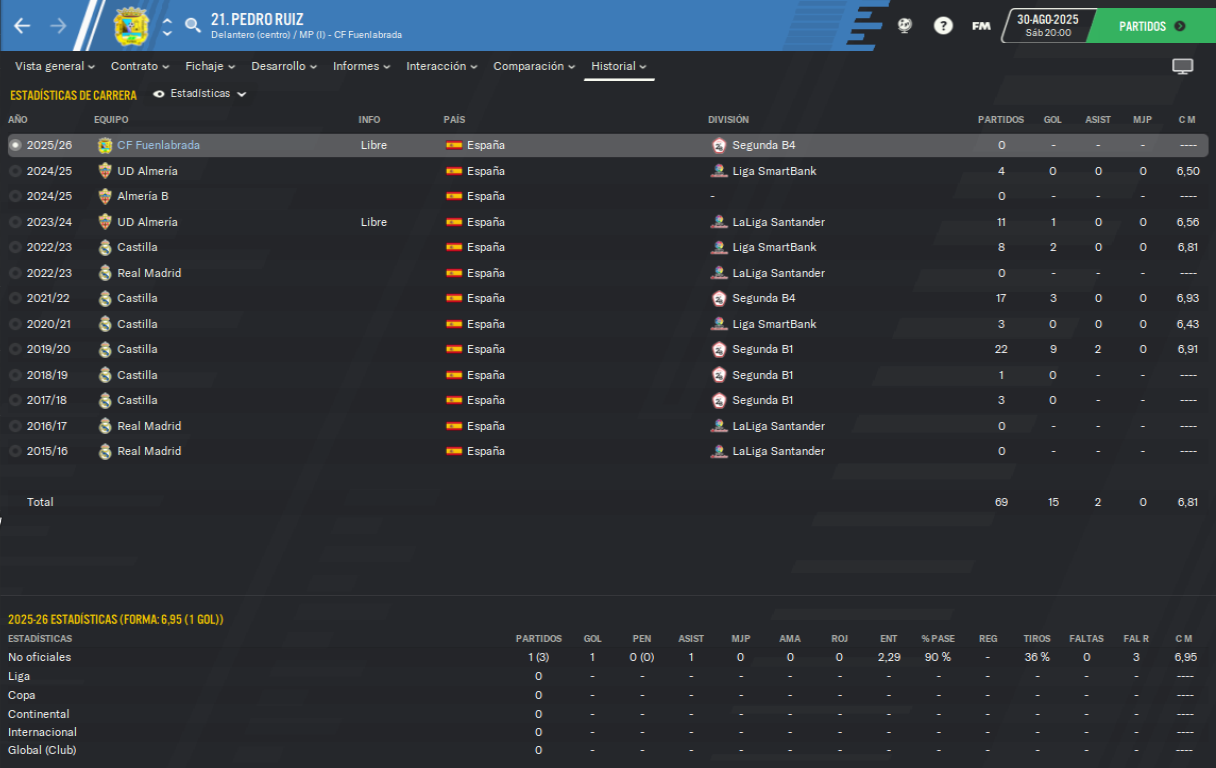 21. PEDRO RUIZ
Delantero (centro) / MP (I) - CF Fuenlabrada
? FM 30-AGO-2025 Sáb 20:00 PARTIDOS
Vista general Contrato Fichaje Desarrollo Informes Interacción Comparación Historial
ESTADÍSTICAS DE CARRERA Estadísticas
AÑO EQUIPO INFO PAÍS DIVISIÓN PARTIDOS GOL ASIST MJP C M
2025/26 CF Fuenlabrada Libre España Segunda B4 0 - - - ----
2024/25 UD Almería España Liga SmartBank 4 0 0 0 6,50
2024/25 Almería B España - 0 - - - ----
2023/24 UD Almería Libre España LaLiga Santander 11 1 0 0 6,56
2022/23 Castilla España Liga SmartBank 8 2 0 0 6,81
2022/23 Real Madrid España LaLiga Santander 0 - - - ----
2021/22 Castilla España Segunda B4 17 3 0 0 6,93
2020/21 Castilla España Liga SmartBank 3 0 0 0 6,43
2019/20 Castilla España Segunda B1 22 9 2 0 6,91
2018/19 Castilla España Segunda B1 1 0 - - ----
2017/18 Castilla España Segunda B1 3 0 - - ----
2016/17 Real Madrid España LaLiga Santander 0 - - - ----
2015/16 Real Madrid España LaLiga Santander 0 - - - ----
Total 69 15 2 0 6,81
2025-26 ESTADÍSTICAS (FORMA: 6,95 (1 GOL))
ESTADÍSTICAS PARTIDOS GOL PEN ASIST MJP AMA ROJ ENT % PASE REG TIROS FALTAS FAL R C M
No oficiales 1 (3) 1 0 (0) 1 0 0 0 2,29 90 % - 36 % 0 3 6,95
Liga 0 - - - - - - - - - - - - ----
Copa 0 - - - - - - - - - - - - ----
Continental 0 - - - - - - - - - - - - ----
Internacional 0 - - - - - - - - - - - - ----
Global (Club) 0 - - - - - - - - - - - - ----